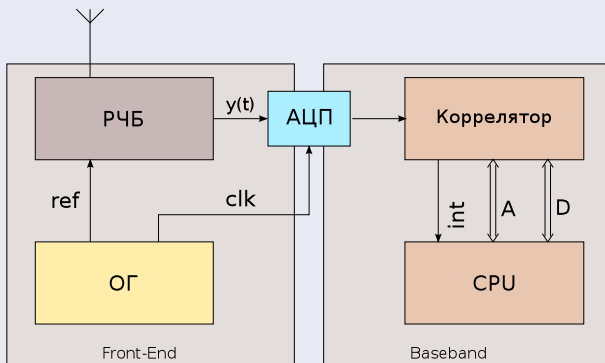 РЧБ
y(t)
АЦП
Коррелятор
ref
clk
int
A
D
ОГ
CPU
Front-End
Baseband